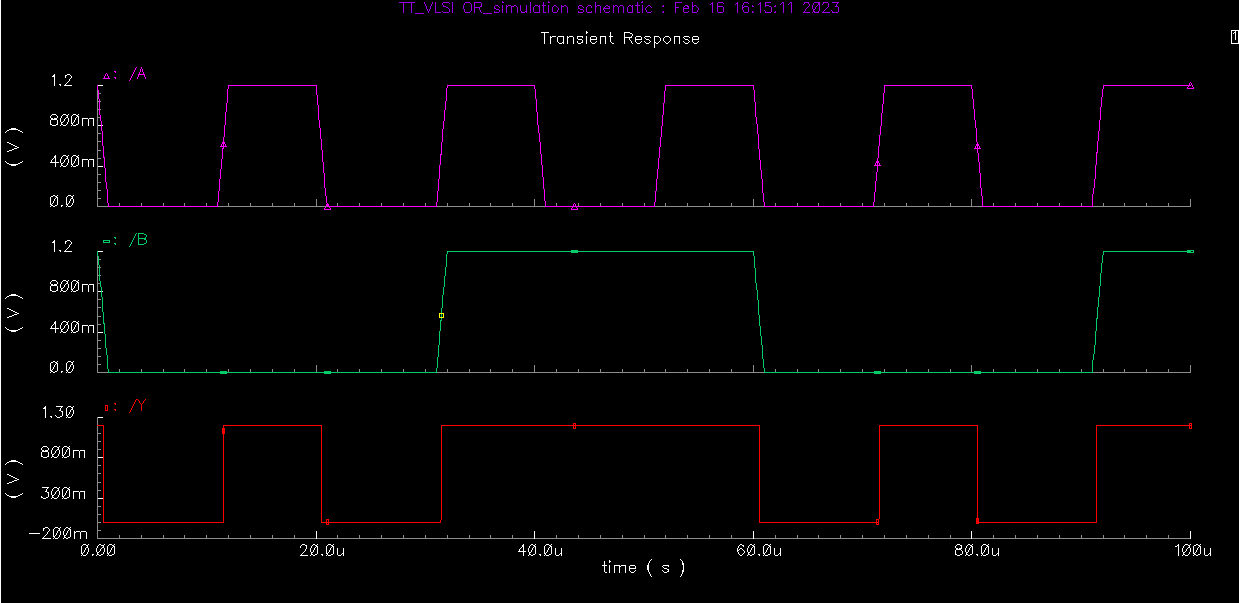 TT_VLSI OR_simulation schematic : Feb 16 16:15:11 2023
Transient Response
1
: /A
1.2
800m
400m
0.0
(V)
: /B
1.2
800m
400m
0.0
(V)
: /Y
1.30
800m
300m
-200m
(V)
0.00 20.0u 40.0u 60.0u 80.0u 100u
time ( s )